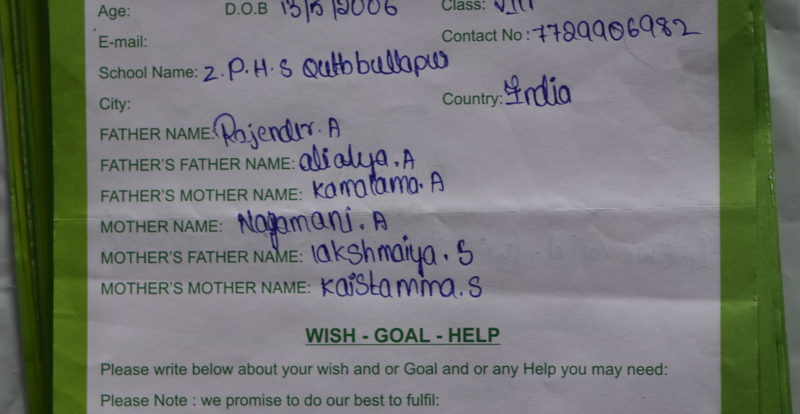 Age: D.O.B 13/5/2006 Class: VIII
E-mail: Contact No : 7729906982
School Name: Z.P.H.S Qutbbullapur
City: Country: India
FATHER NAME: Rajender. A
FATHER'S FATHER NAME: alialya. A
FATHER'S MOTHER NAME: kamalama. A
MOTHER NAME: Nagamani. A
MOTHER'S FATHER NAME: lakshmaiya. S
MOTHER'S MOTHER NAME: kaistamma. S
WISH - GOAL - HELP
Please write below about your wish and or Goal and or any Help you may need:
Please Note : we promise to do our best to fulfil: